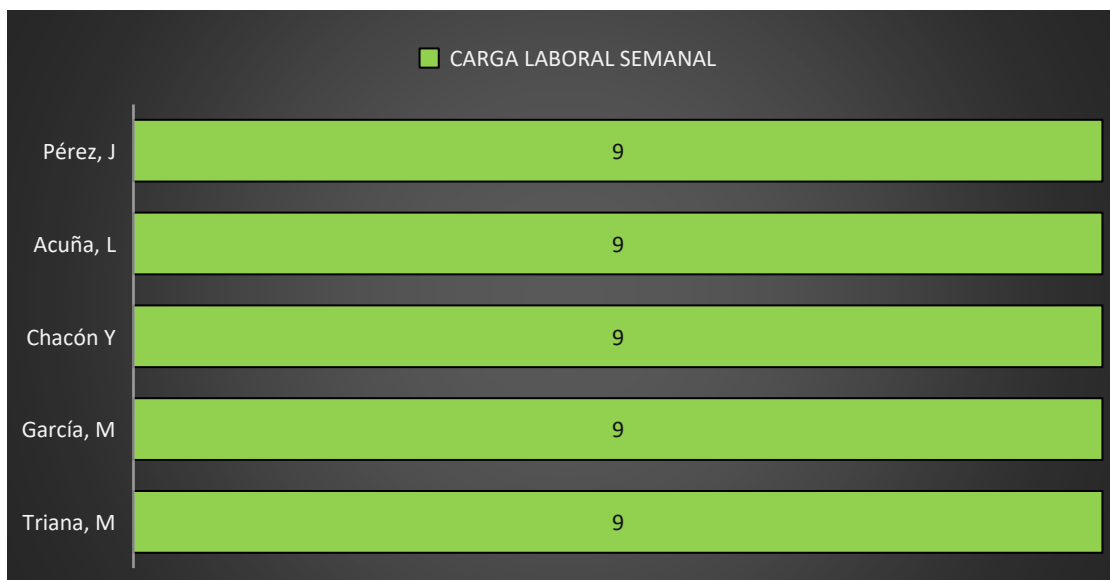 CARGA LABORAL SEMANAL
Pérez, J 9
Acuña, L 9
Chacón Y 9
García, M 9
Triana, M 9